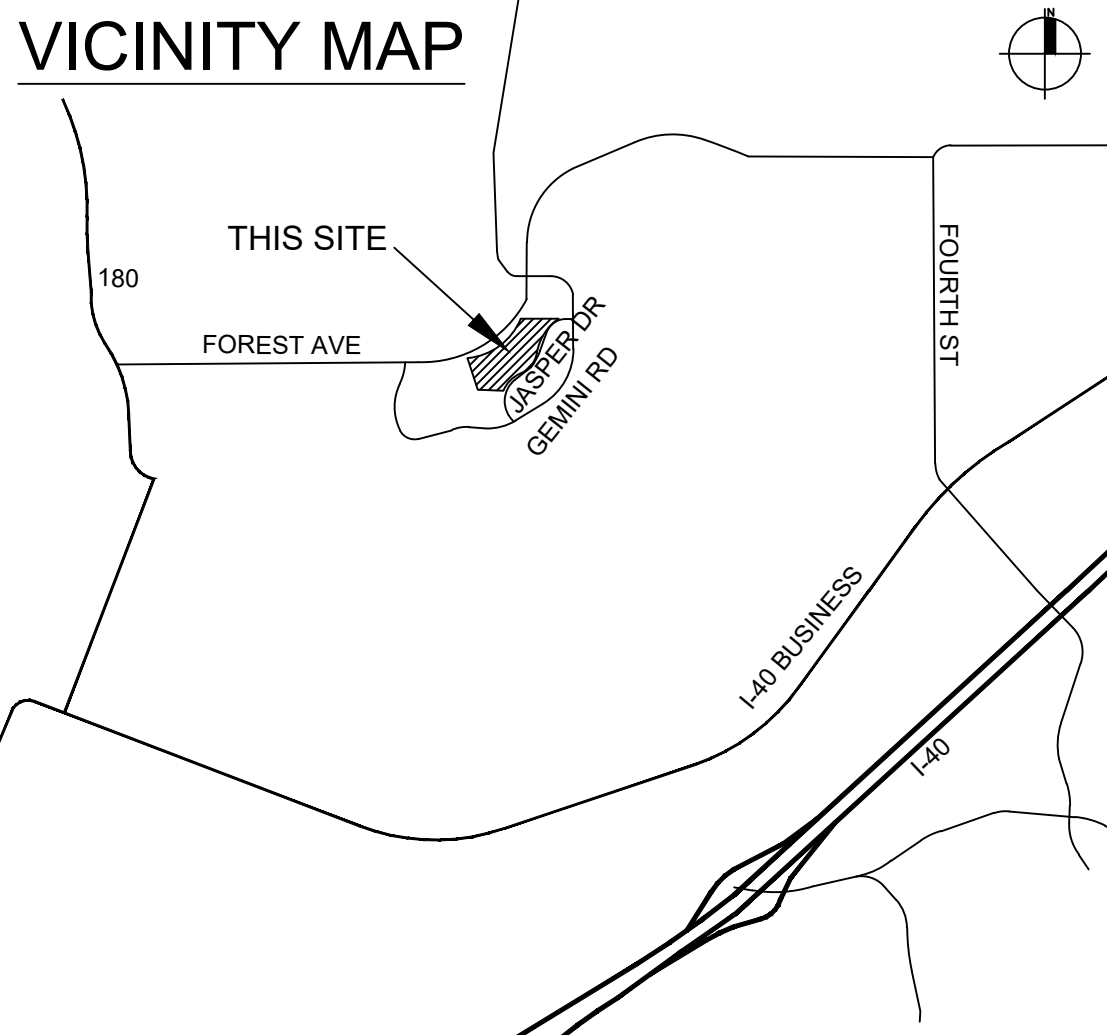 VICINITY MAP
N
THIS SITE
180
FOREST AVE
JASPER DR
GEMINI RD
FOURTH ST
I-40 BUSINESS
I-40